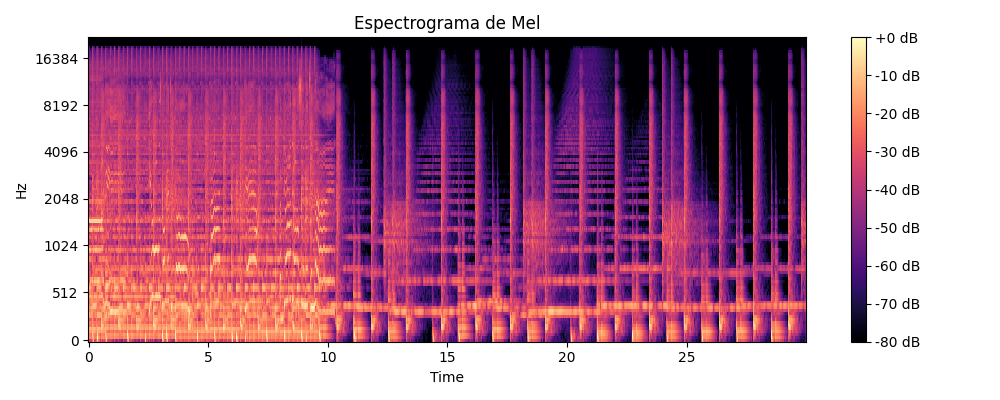 Espectrograma de Mel
Hz
16384
8192
4096
2048
1024
512
0
0 5 10 15 20 25
Time
+0 dB
-10 dB
-20 dB
-30 dB
-40 dB
-50 dB
-60 dB
-70 dB
-80 dB